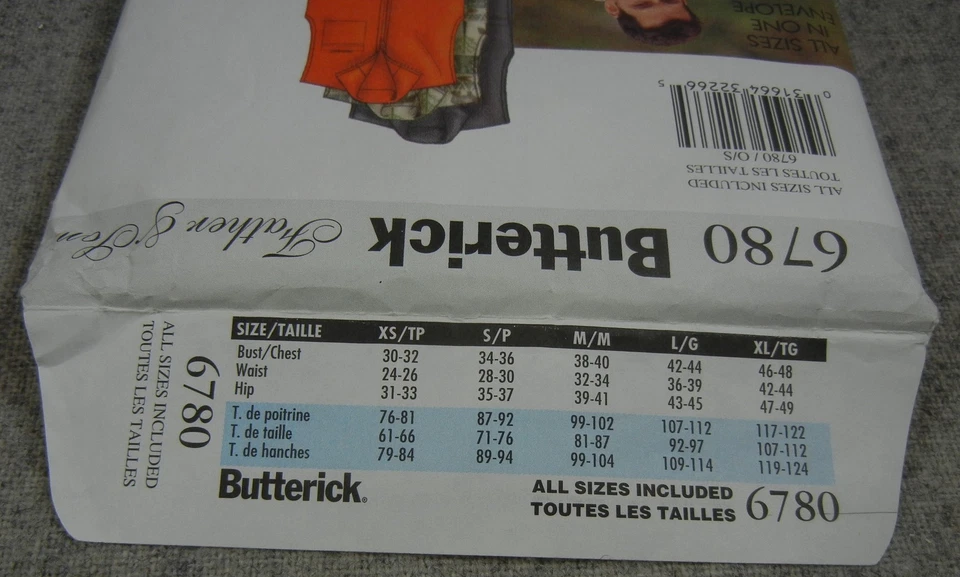 ALL SIZES
IN ONE
ENVELOPE
0 31664 32266 5
6780 / O/S
ALL SIZES INCLUDED
TOUTES LES TAILLES
6780 Butterick Father & Son
SIZE/TAILLE XS/TP S/P M/M L/G XL/TG
Bust/Chest 30-32 34-36 38-40 42-44 46-48
Waist 24-26 28-30 32-34 36-39 42-44
Hip 31-33 35-37 39-41 43-45 47-49
T. de poitrine 76-81 87-92 99-102 107-112 117-122
T. de taille 61-66 71-76 81-87 92-97 107-112
T. de hanches 79-84 89-94 99-104 109-114 119-124
Butterick®
ALL SIZES INCLUDED
TOUTES LES TAILLES
6780
ALL SIZES INCLUDED
TOUTES LES TAILLES
6780